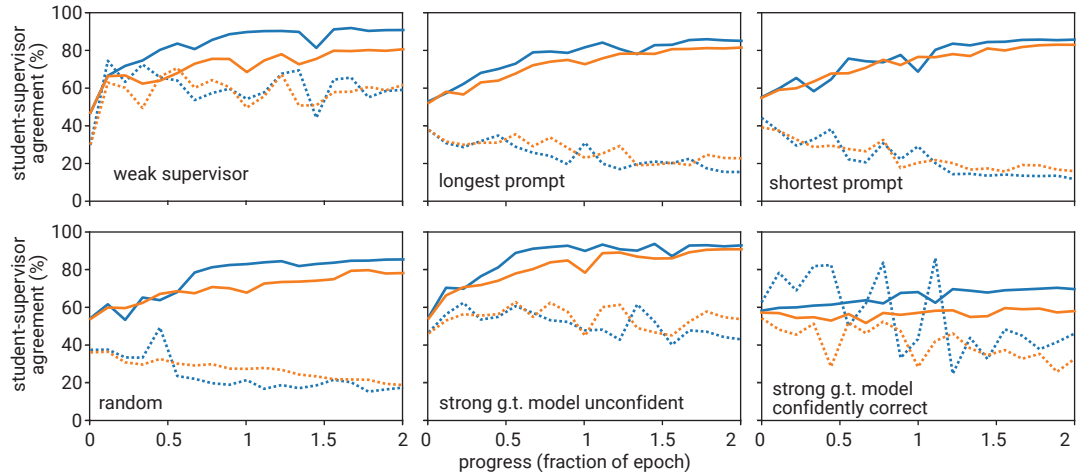 student-supervisor
agreement (%)
100
80
60
40
20
0
weak supervisor
longest prompt
shortest prompt
student-supervisor
agreement (%)
100
80
60
40
20
0
random
strong g.t. model unconfident
strong g.t. model
confidently correct
0 0.5 1 1.5 2
0 0.5 1 1.5 2
0 0.5 1 1.5 2
progress (fraction of epoch)